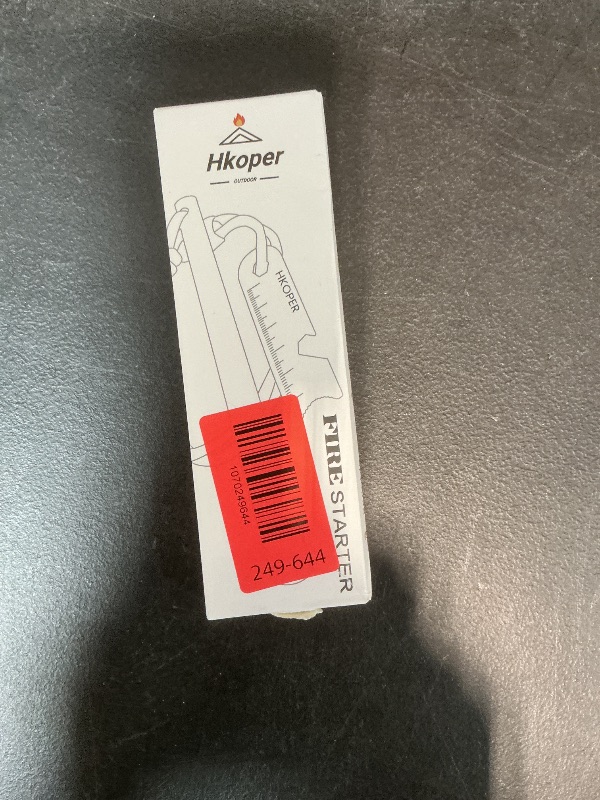 Hkoper
OUTDOOR
HKOPER
FIRE STARTER
1070249644
249-644